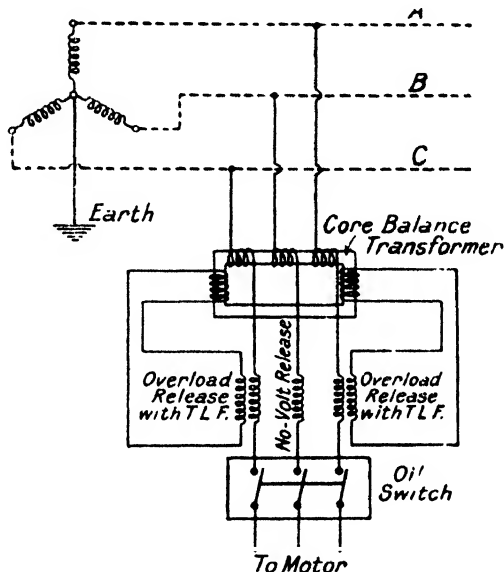 A
B
C
Earth
Core Balance
Transformer
Overload
Release
with T.L.F.
No-Volt Release
Overload
Release
with T.L.F.
Oil
Switch
To Motor